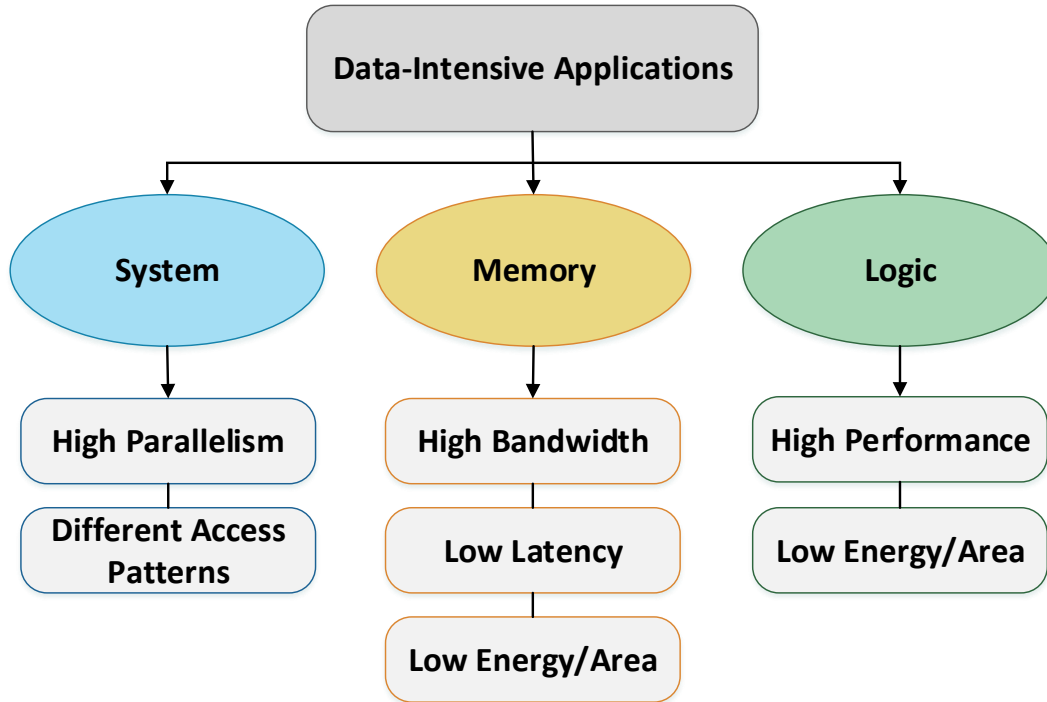 Data-Intensive Applications
System
Memory
Logic
High Parallelism
High Bandwidth
High Performance
Different Access
Patterns
Low Latency
Low Energy/Area
Low Energy/Area